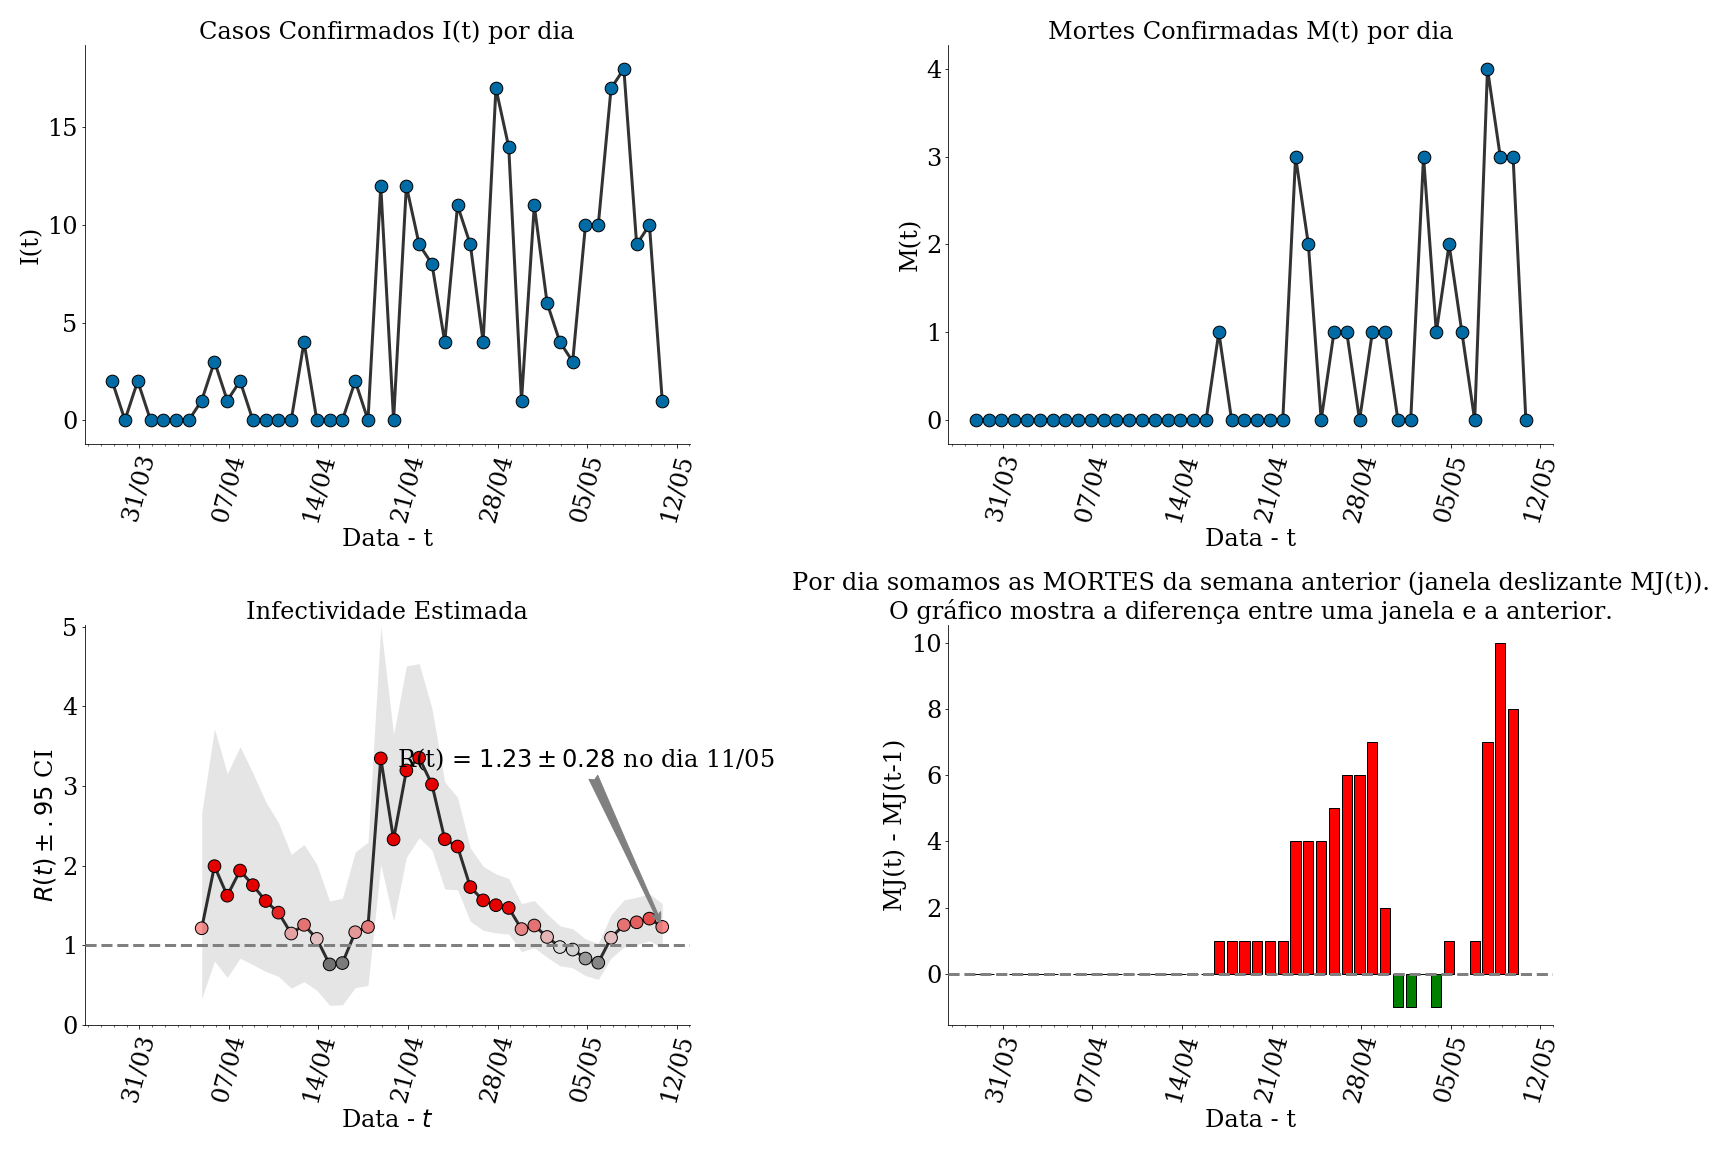 Casos Confirmados I(t) por dia
15
10
5
0
I(t)
31/03 07/04 14/04 21/04 28/04 05/05 12/05
Data - t
Mortes Confirmadas M(t) por dia
4
3
2
1
0
M(t)
31/03 07/04 14/04 21/04 28/04 05/05 12/05
Data - t
Infectividade Estimada
5
4
3
2
1
0
R(t) ± .95 CI
R(t) = 1.23 ± 0.28 no dia 11/05
31/03 07/04 14/04 21/04 28/04 05/05 12/05
Data - t
Por dia somamos as MORTES da semana anterior (janela deslizante MJ(t)).
O gráfico mostra a diferença entre uma janela e a anterior.
10
8
6
4
2
0
MJ(t) - MJ(t-1)
31/03 07/04 14/04 21/04 28/04 05/05 12/05
Data - t